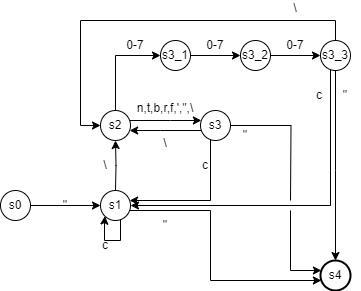 \
0-7
0-7
0-7
s3_1
s3_2
s3_3
c
"
n,t,b,r,f,',",\
s2
s3
"
\
c
\
s0
"
s1
"
c
s4